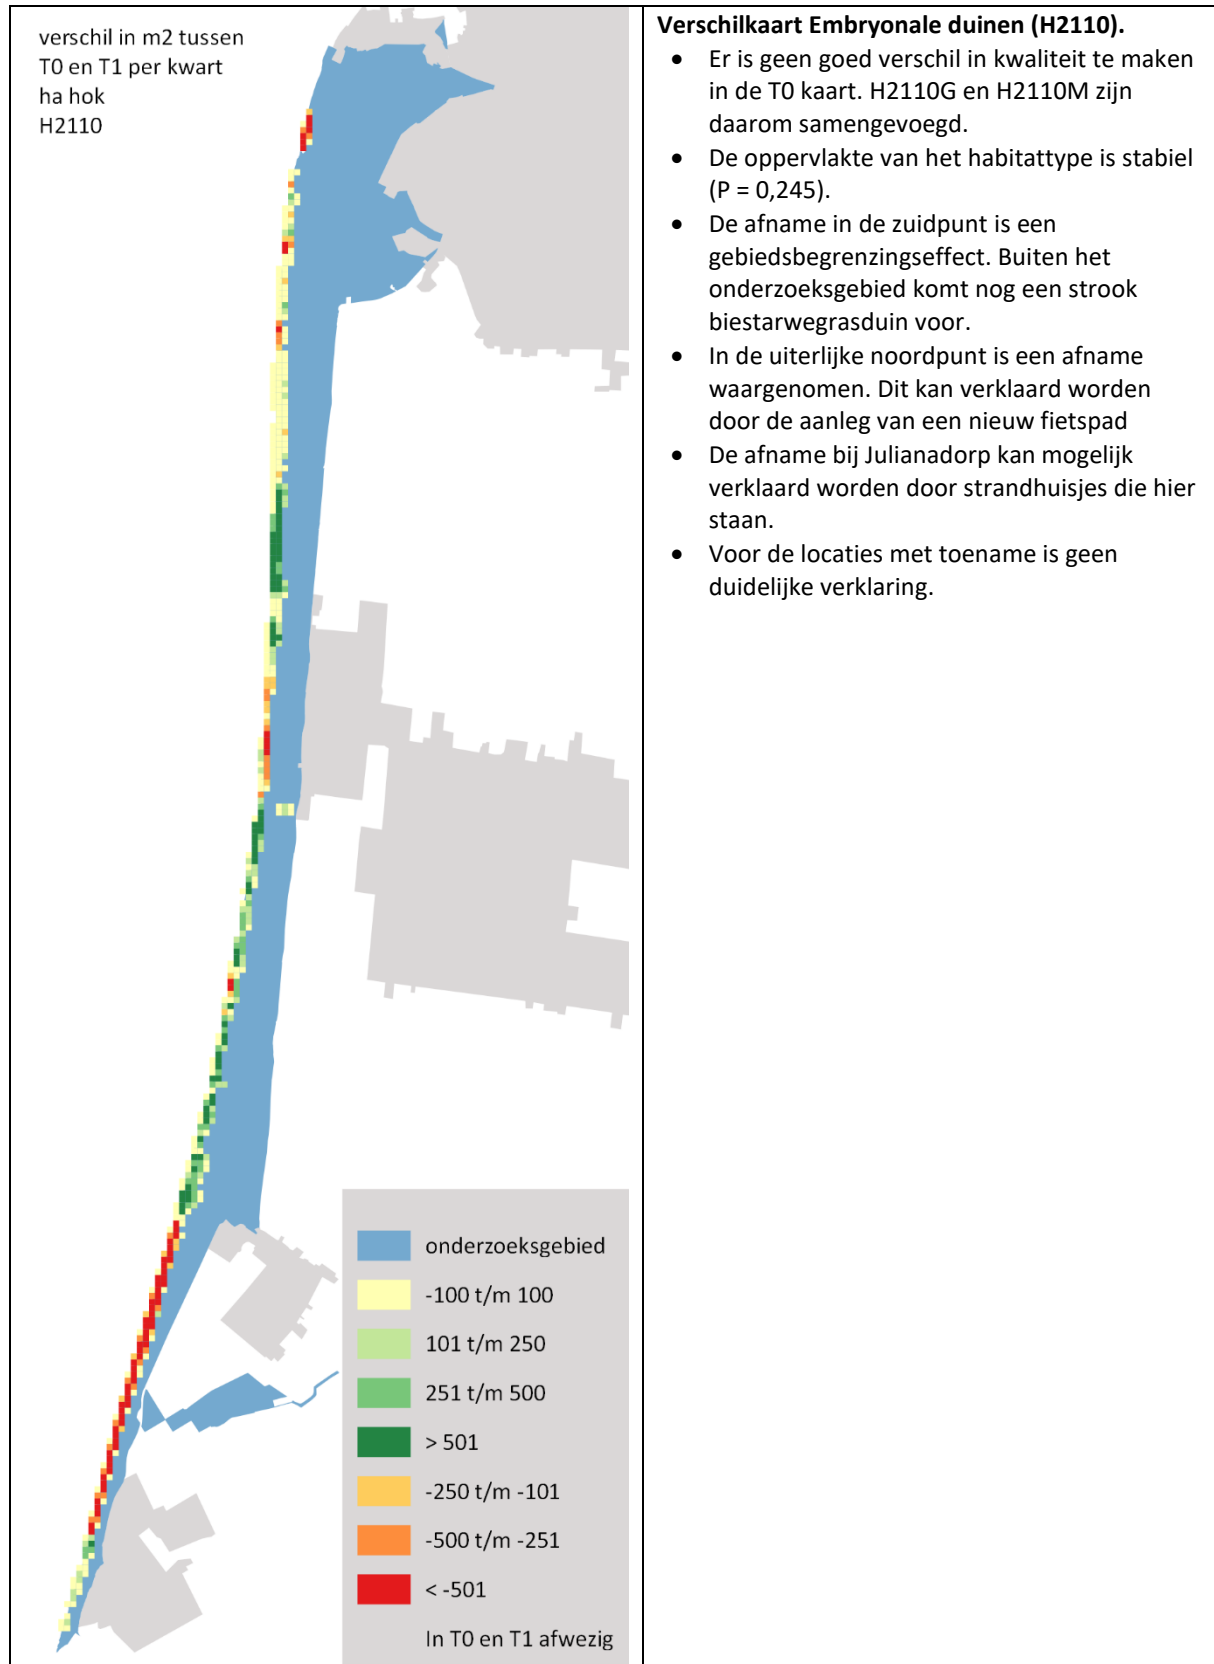 verschil in m2 tussen
T0 en T1 per kwart
ha hok
H2110
onderzoeksgebied
-100 t/m 100
101 t/m 250
251 t/m 500
> 501
-250 t/m -101
-500 t/m -251
< -501
In T0 en T1 afwezig
Verschilkaart Embryonale duinen (H2110).
• Er is geen goed verschil in kwaliteit te maken
in de T0 kaart. H2110G en H2110M zijn
daarom samengevoegd.
• De oppervlakte van het habitattype is stabiel
(P = 0,245).
• De afname in de zuidpunt is een
gebiedsbegrenzingseffect. Buiten het
onderzoeksgebied komt nog een strook
biestarwegrasduin voor.
• In de uiterlijke noordpunt is een afname
waargenomen. Dit kan verklaard worden
door de aanleg van een nieuw fietspad
• De afname bij Julianadorp kan mogelijk
verklaard worden door strandhuisjes die hier
staan.
• Voor de locaties met toename is geen
duidelijke verklaring.